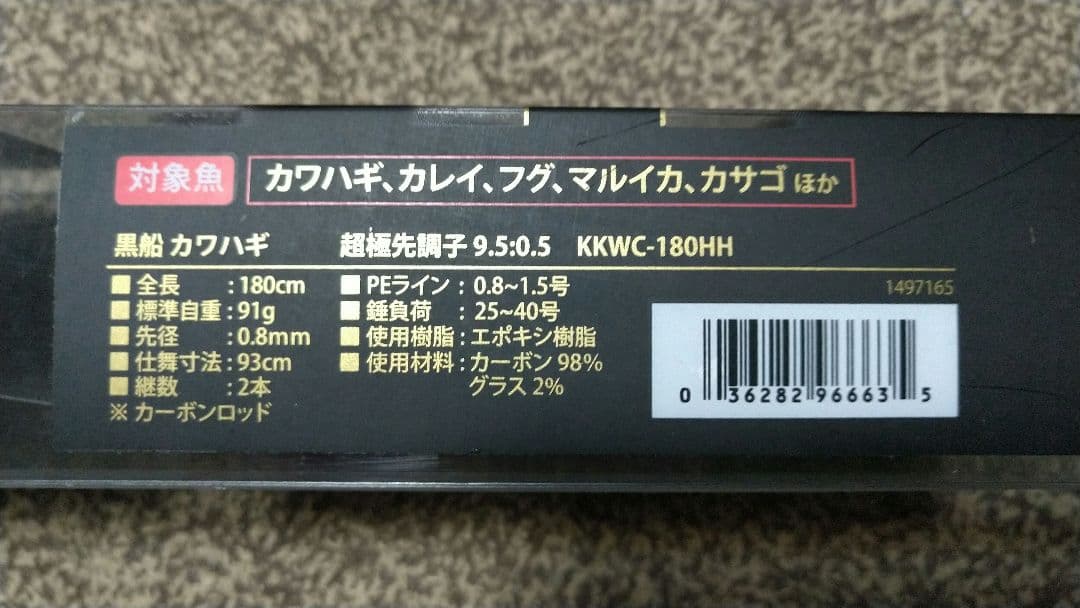 対象魚 カワハギ、カレイ、フグ、マルイカ、カサゴ ほか
黒船 カワハギ 超極先調子 9.5:0.5 KKWC-180HH
■ 全長 : 180cm ■ PEライン : 0.8~1.5号 1497165
■ 標準自重 : 91g ■ 錘負荷 : 25~40号
■ 先径 : 0.8mm ■ 使用樹脂 : エポキシ樹脂
■ 仕舞寸法 : 93cm ■ 使用材料 : カーボン 98%
■ 継数 : 2本 グラス 2%
※ カーボンロッド
0 36282 96663 5